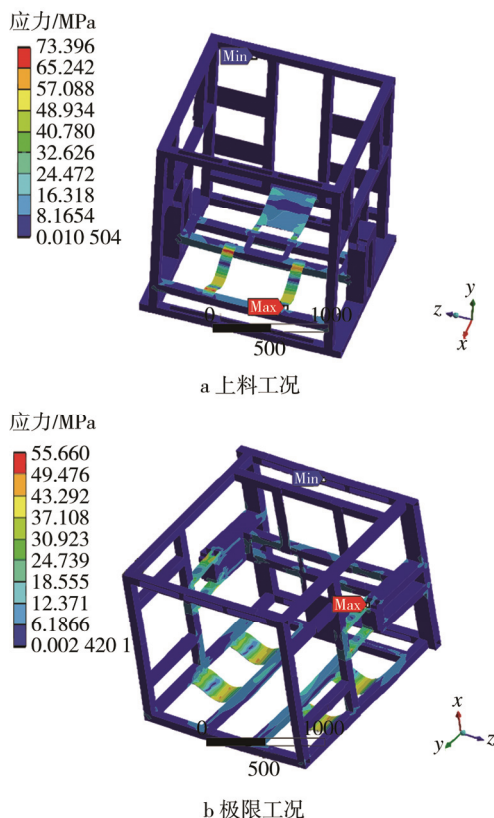 应力/MPa
73.396
65.242
57.088
48.934
40.780
32.626
24.472
16.318
8.1654
0.010 504
Min
Max
0 1000
500
y
z
x
a 上料工况
应力/MPa
55.660
49.476
43.292
37.108
30.923
24.739
18.555
12.371
6.1866
0.002 420 1
Min
Max
0 1000
500
x
y z
b 极限工况